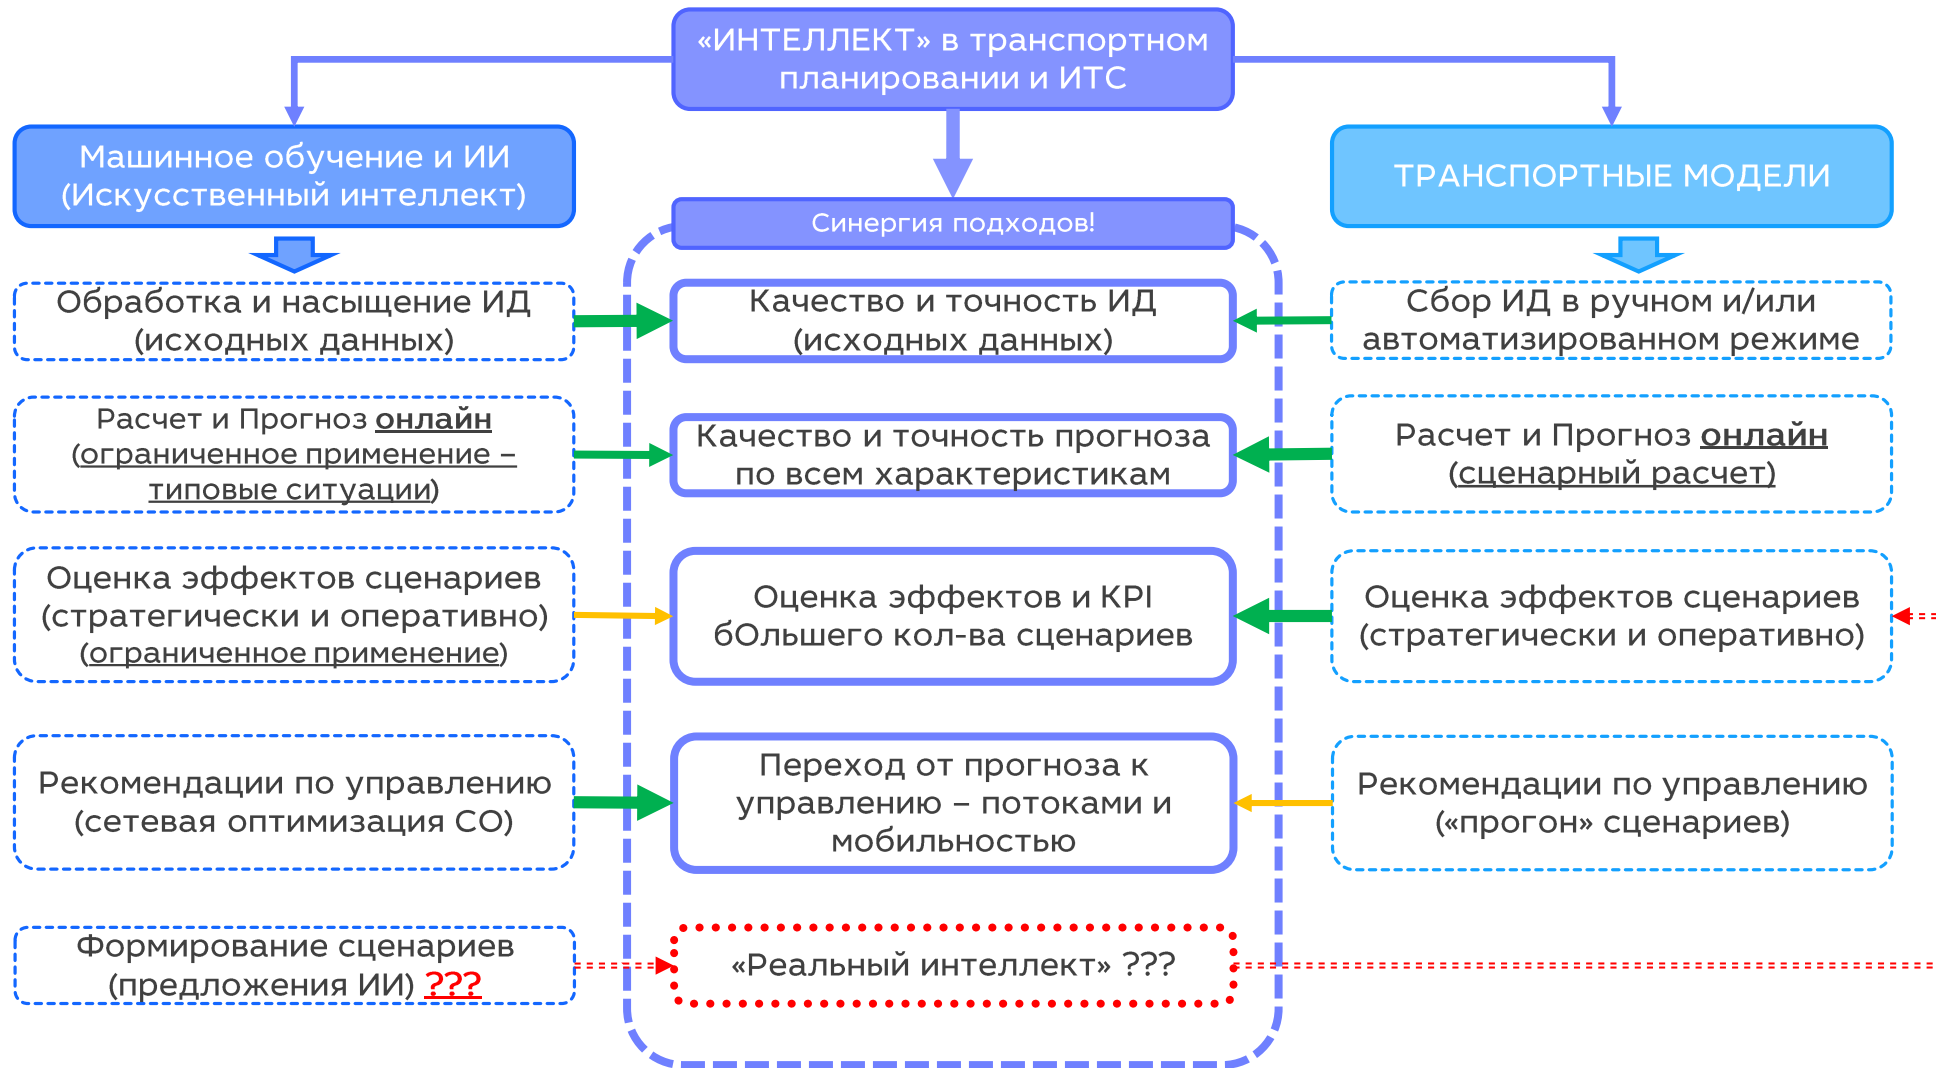 «ИНТЕЛЛЕКТ» в транспортном
планировании и ИТС
Машинное обучение и ИИ
(Искусственный интеллект)
ТРАНСПОРТНЫЕ МОДЕЛИ
Синергия подходов!
Обработка и насыщение ИД
(исходных данных)
Качество и точность ИД
(исходных данных)
Сбор ИД в ручном и/или
автоматизированном режиме
Расчет и Прогноз онлайн
(ограниченное применение –
типовые ситуации)
Качество и точность прогноза
по всем характеристикам
Расчет и Прогноз онлайн
(сценарный расчет)
Оценка эффектов сценариев
(стратегически и оперативно)
(ограниченное применение)
Оценка эффектов и KPI
бОльшего кол-ва сценариев
Оценка эффектов сценариев
(стратегически и оперативно)
Рекомендации по управлению
(сетевая оптимизация СО)
Переход от прогноза к
управлению – потоками и
мобильностью
Рекомендации по управлению
(«прогон» сценариев)
Формирование сценариев
(предложения ИИ) ???
«Реальный интеллект» ???